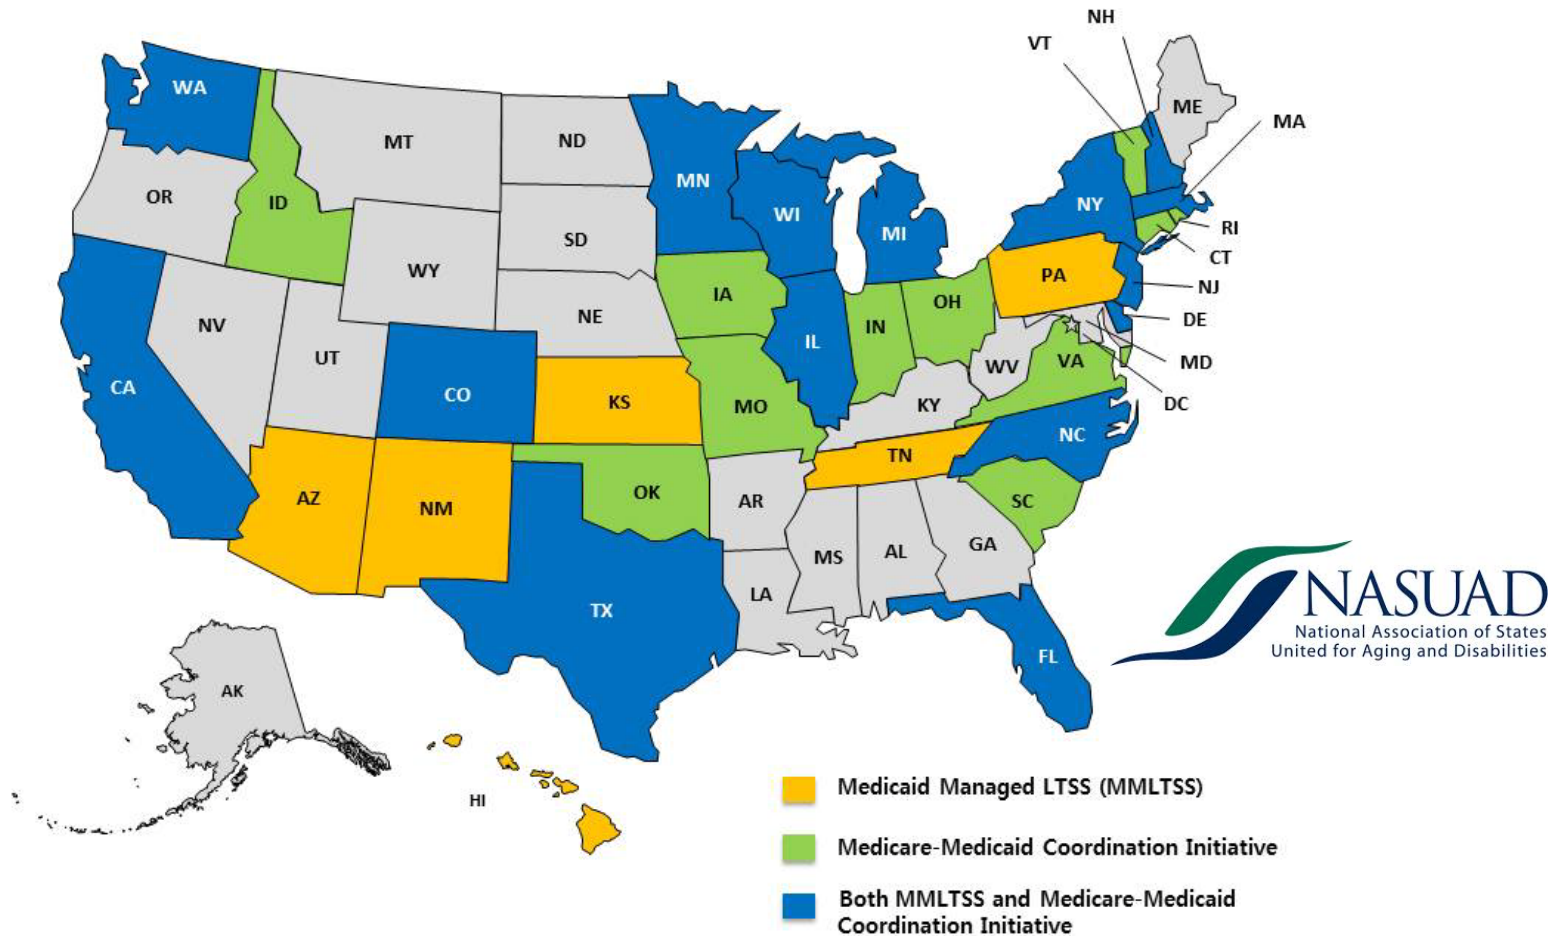 NH
VT
ME
WA
MA
MT
ND
MN
OR
ID
WI
NY
MI
RI
SD
CT
WY
PA
NJ
IA
OH
NE
DE
NV
IN
IL
UT
MD
VA
WV
CA
CO
KS
MO
KY
DC
NC
TN
AZ
OK
AR
SC
NM
GA
MS
AL
LA
TX
NASUAD
National Association of States
United for Aging and Disabilities
FL
AK
HI
Medicaid Managed LTSS (MMLTSS)
Medicare-Medicaid Coordination Initiative
Both MMLTSS and Medicare-Medicaid
Coordination Initiative